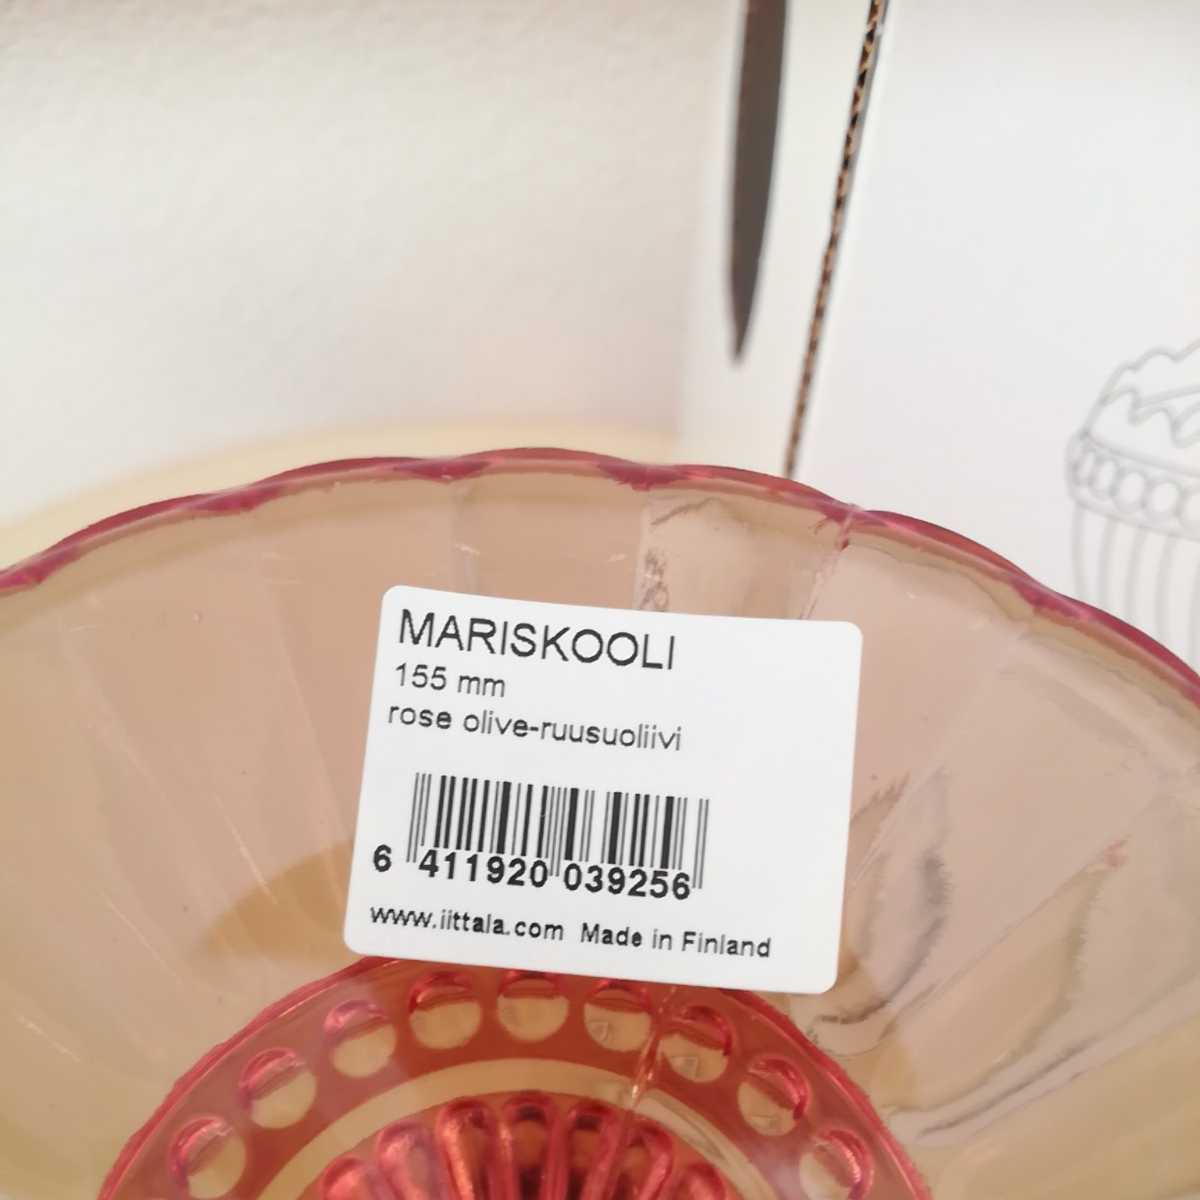 MARISKOOLI
155 mm
rose olive-ruusuoliivi
6 411920 039256
www.iittala.com Made in Finland